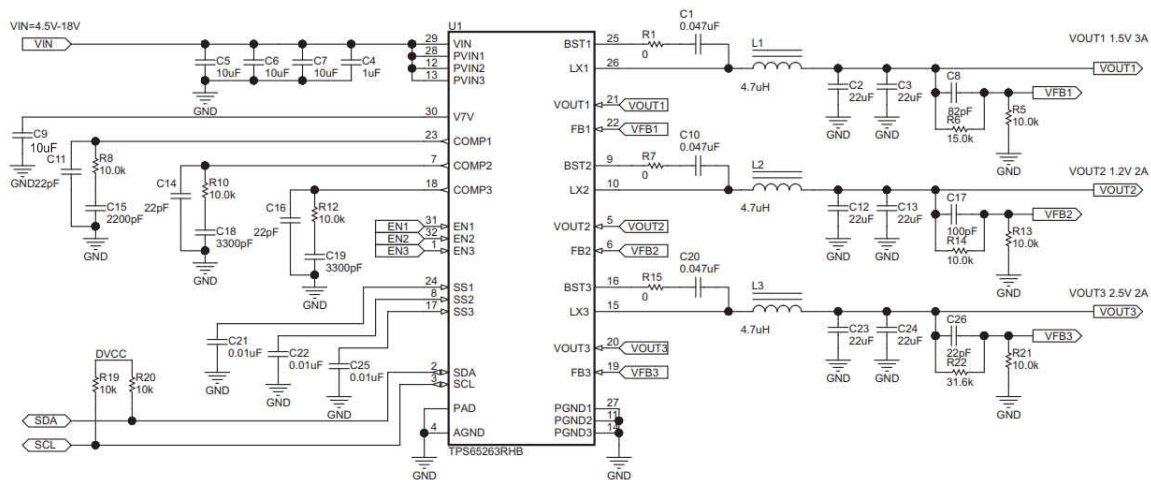 VIN=4.5V-18V
VIN
C5
10uF
C6
10uF
C7
10uF
C4
1uF
GND
C9
10uF
GND
C11
22pF
R8
10.0k
C15
2200pF
GND
C14
22pF
R10
10.0k
C18
3300pF
GND
C16
22pF
R12
10.0k
C19
3300pF
GND
EN1
EN2
EN3
C21
0.01uF
GND
C22
0.01uF
GND
C25
0.01uF
GND
DVCC
R19
10k
R20
10k
SDA
SCL
GND
U1
29 VIN
28 PVIN1
12 PVIN2
13 PVIN3
30 V7V
23 COMP1
7 COMP2
18 COMP3
31 EN1
32 EN2
1 EN3
24 SS1
8 SS2
17 SS3
2 SDA
3 SCL
PAD
4 AGND
TPS65263RHB
BST1 25
LX1 26
VOUT1 21 VOUT1
FB1 22 VFB1
BST2 9
LX2 10
VOUT2 5 VOUT2
FB2 6 VFB2
BST3 16
LX3 15
VOUT3 20 VOUT3
FB3 19 VFB3
PGND1 27
PGND2 11
PGND3 14
GND
R1
0
C1
0.047uF
L1
4.7uH
C2
22uF
GND
C3
22uF
GND
C8
82pF
R6
15.0k
R5
10.0k
GND
VOUT1 1.5V 3A
VOUT1
VFB1
R7
0
C10
0.047uF
L2
4.7uH
C12
22uF
GND
C13
22uF
GND
C17
100pF
R14
10.0k
R13
10.0k
GND
VOUT2 1.2V 2A
VOUT2
VFB2
R15
0
C20
0.047uF
L3
4.7uH
C23
22uF
GND
C24
22uF
GND
C26
22pF
R22
31.6k
R21
10.0k
GND
VOUT3 2.5V 2A
VOUT3
VFB3